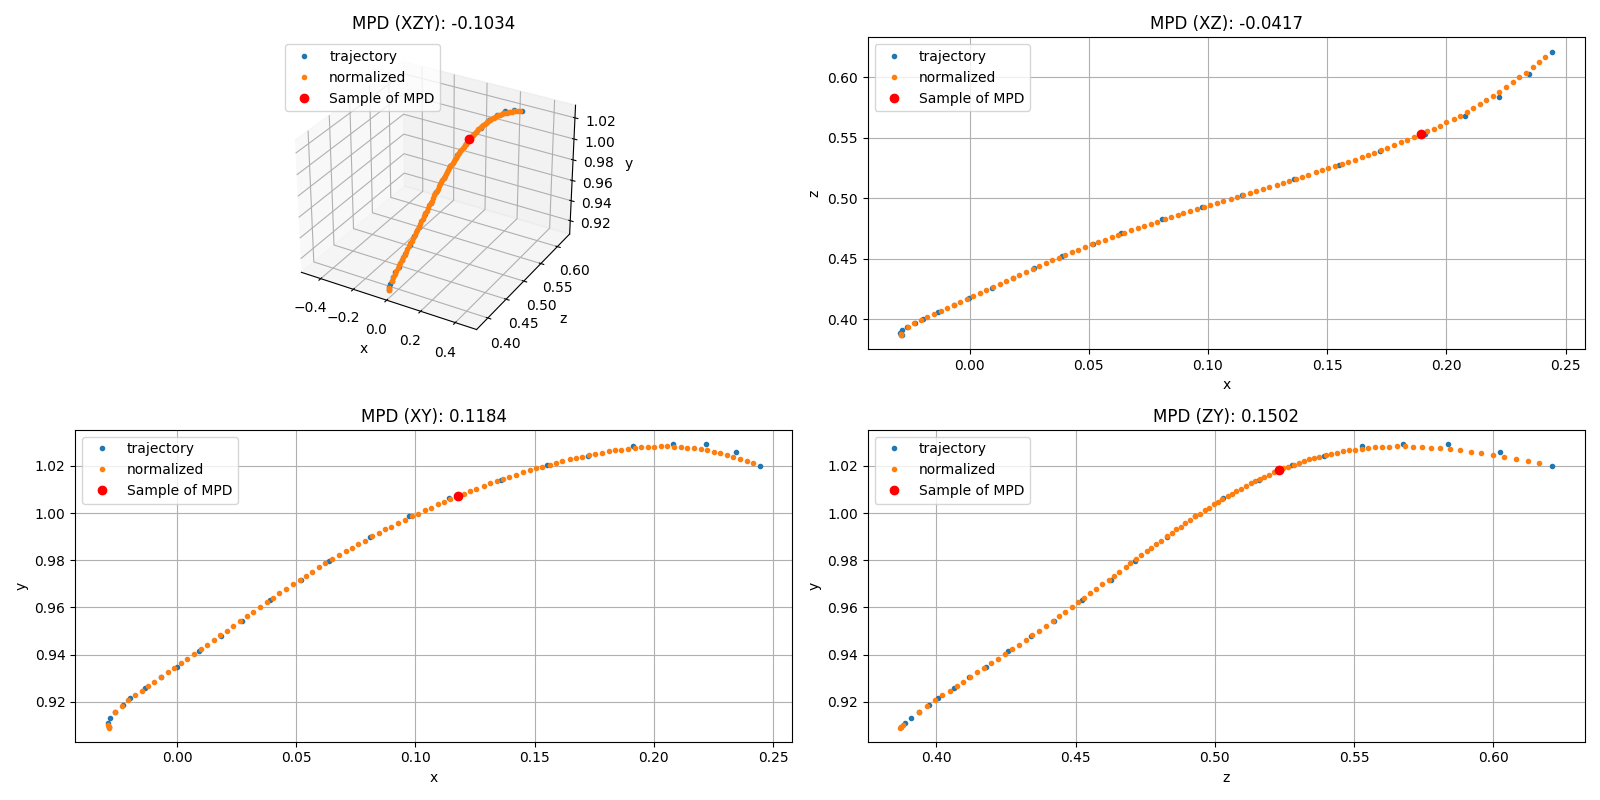 MPD (XZY): -0.1034
trajectory
normalized
Sample of MPD
1.02
1.00
0.98
0.96
0.94
0.92
y
0.60
0.55
0.50
0.45
0.40
z
−0.4
−0.2
0.0
0.2
0.4
x
MPD (XZ): -0.0417
trajectory
normalized
Sample of MPD
z
0.60
0.55
0.50
0.45
0.40
0.00 0.05 0.10 0.15 0.20 0.25
x
MPD (XY): 0.1184
trajectory
normalized
Sample of MPD
y
1.02
1.00
0.98
0.96
0.94
0.92
0.00 0.05 0.10 0.15 0.20 0.25
x
MPD (ZY): 0.1502
trajectory
normalized
Sample of MPD
y
1.02
1.00
0.98
0.96
0.94
0.92
0.40 0.45 0.50 0.55 0.60
z